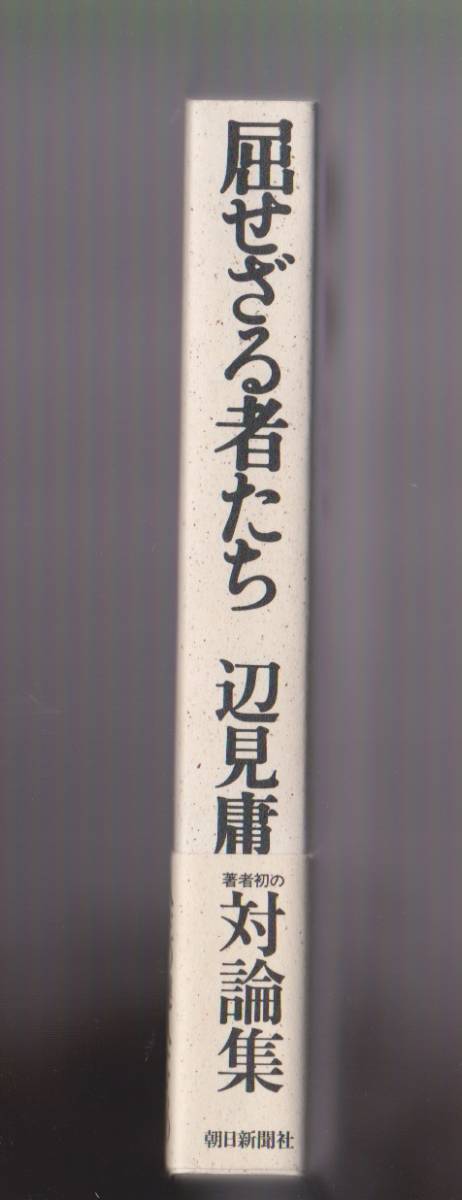 屈せざる者たち
辺見庸
著者初の
対論集
朝日新聞社